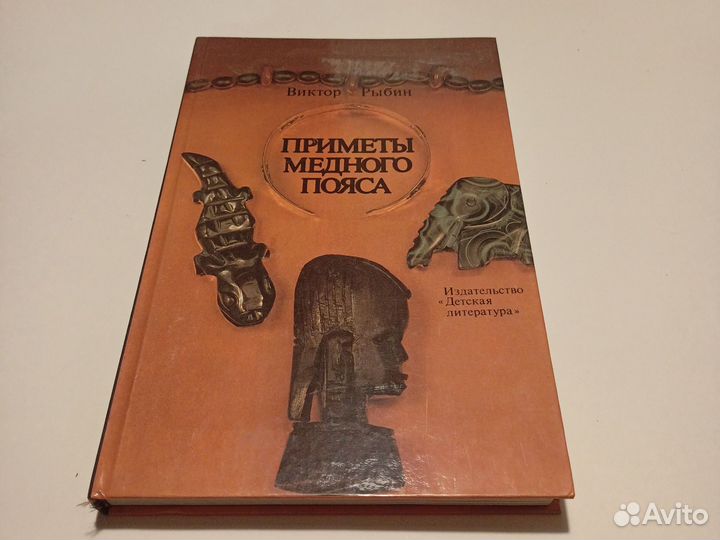 Виктор Рыбин
ПРИМЕТЫ
МЕДНОГО
ПОЯСА
Издательство
«Детская
литература»
Avito